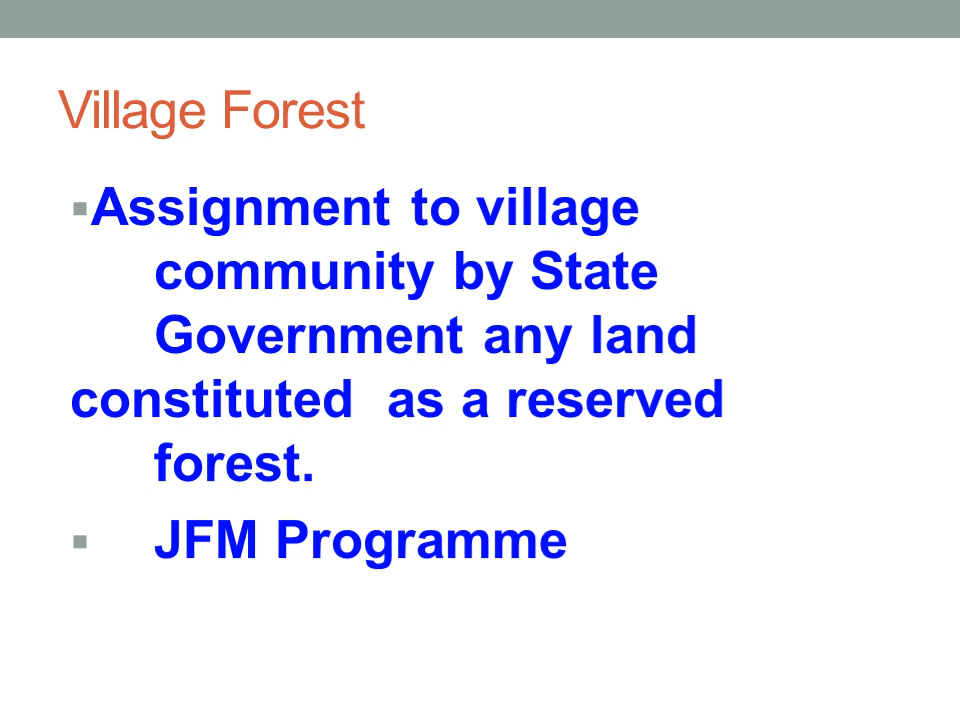 Village Forest
▪Assignment to village
community by State
Government any land
constituted as a reserved
forest.
▪ JFM Programme